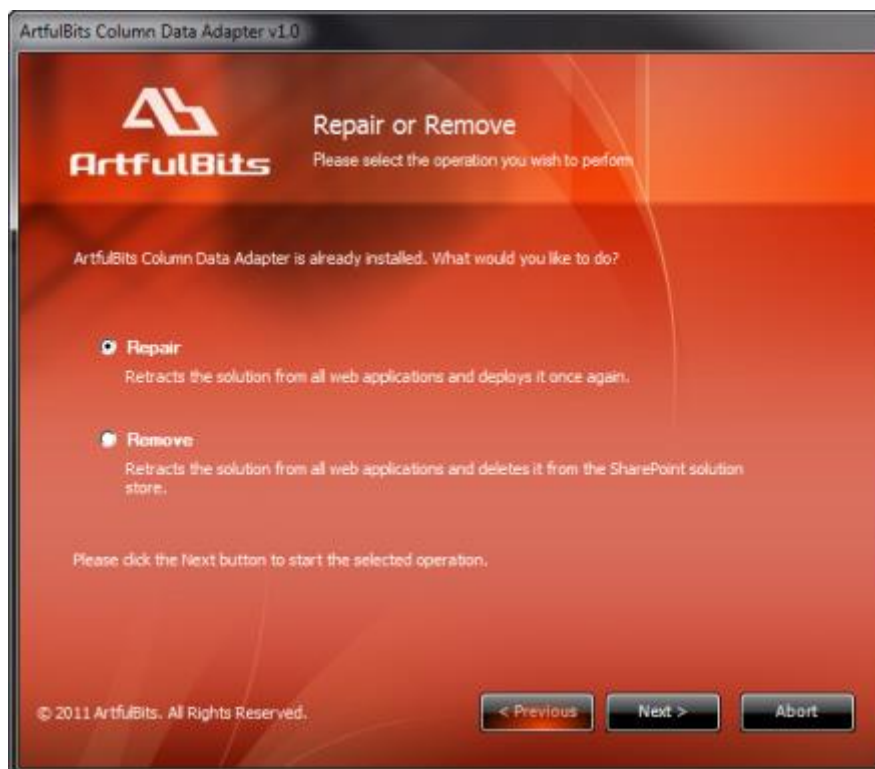 ArtfulBits Column Data Adapter v1.0
ArtfulBits
Repair or Remove
Please select the operation you wish to perform
ArtfulBits Column Data Adapter is already installed. What would you like to do?
Repair
Retracts the solution from all web applications and deploys it once again.
Remove
Retracts the solution from all web applications and deletes it from the SharePoint solution
store.
Please click the Next button to start the selected operation.
© 2011 ArtfulBits. All Rights Reserved.
< Previous
Next >
Abort